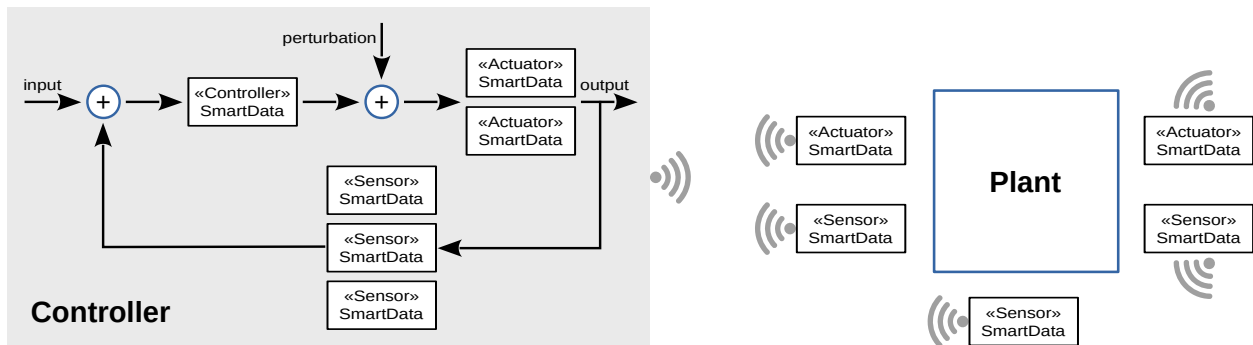 perturbation
input
+
«Controller»
SmartData
+
«Actuator»
SmartData
«Actuator»
SmartData
output
«Sensor»
SmartData
«Sensor»
SmartData
«Sensor»
SmartData
Controller
«Actuator»
SmartData
«Sensor»
SmartData
Plant
«Actuator»
SmartData
«Sensor»
SmartData
«Sensor»
SmartData